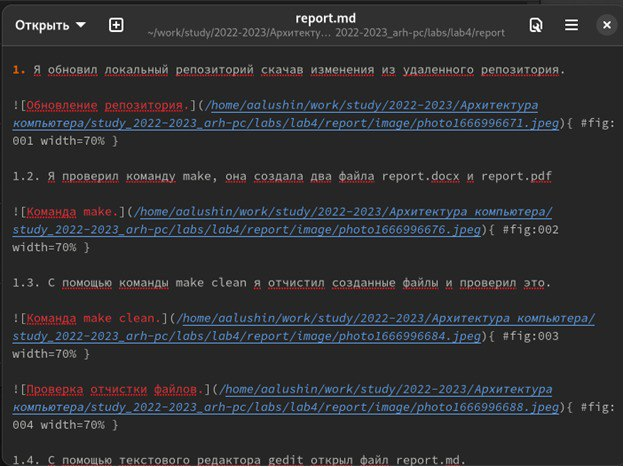 Открыть
report.md
~/work/study/2022-2023/Архитекту… 2022-2023_arh-pc/labs/lab4/report
1. Я обновил локальный репозиторий скачав изменения из удаленного репозитория.
![Обновление репозитория.](/home/aalushin/work/study/2022-2023/Архитектура
компьютера/study_2022-2023_arh-pc/labs/lab4/report/image/photo1666996671.jpeg){ #fig:
001 width=70% }
1.2. Я проверил команду make, она создала два файла report.docx и report.pdf
![Команда make.](/home/aalushin/work/study/2022-2023/Архитектура компьютера/
study_2022-2023_arh-pc/labs/lab4/report/image/photo1666996676.jpeg){ #fig:002
width=70% }
1.3. С помощью команды make clean я отчистил созданные файлы и проверил это.
![Команда make clean.](/home/aalushin/work/study/2022-2023/Архитектура компьютера/
study_2022-2023_arh-pc/labs/lab4/report/image/photo1666996684.jpeg){ #fig:003
width=70% }
![Проверка отчистки файлов.](/home/aalushin/work/study/2022-2023/Архитектура
компьютера/study_2022-2023_arh-pc/labs/lab4/report/image/photo1666996688.jpeg){ #fig:
004 width=70% }
1.4. С помощью текстового редактора gedit открыл файл report.md.